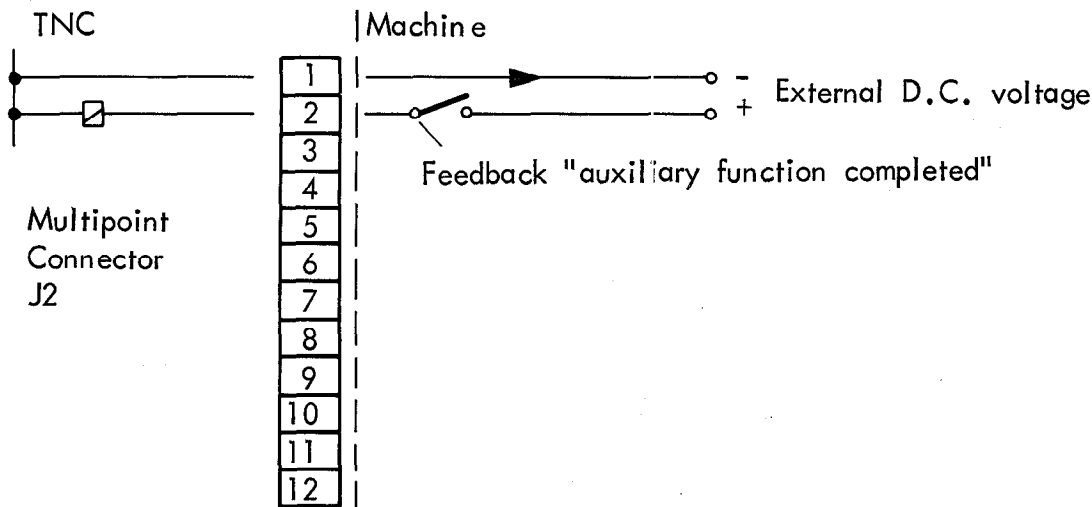 TNC
Machine
1
-
External D.C. voltage
2
+
3
Feedback "auxiliary function completed"
4
Multipoint
Connector
J2
5
6
7
8
9
10
11
12